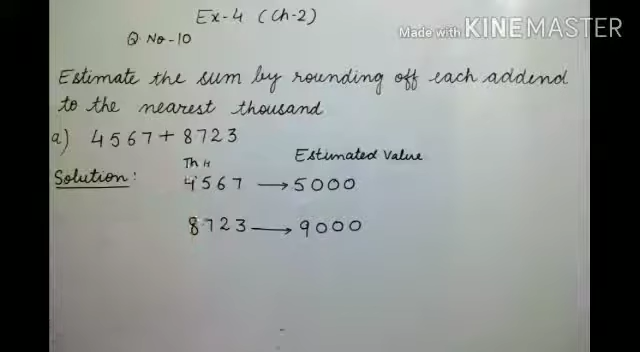 Ex-4 (Ch-2)
Made with KINEMASTER
Q No-10
Estimate the sum by rounding off each addend
to the nearest thousand
a) 4567+8723
Estimated Value
Th H
Solution:
4567 → 5000
8723 → 9000